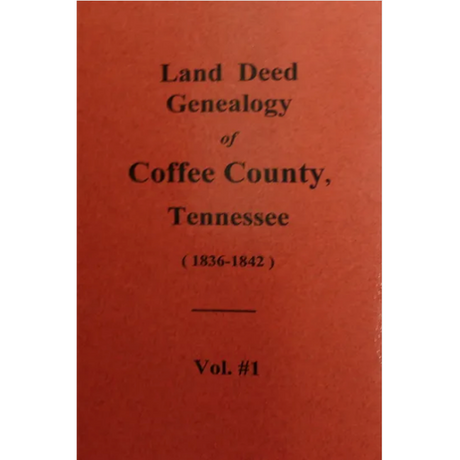 Land Deed
Genealogy
of
Coffee County,
Tennessee
( 1836-1842 )
Vol. #1